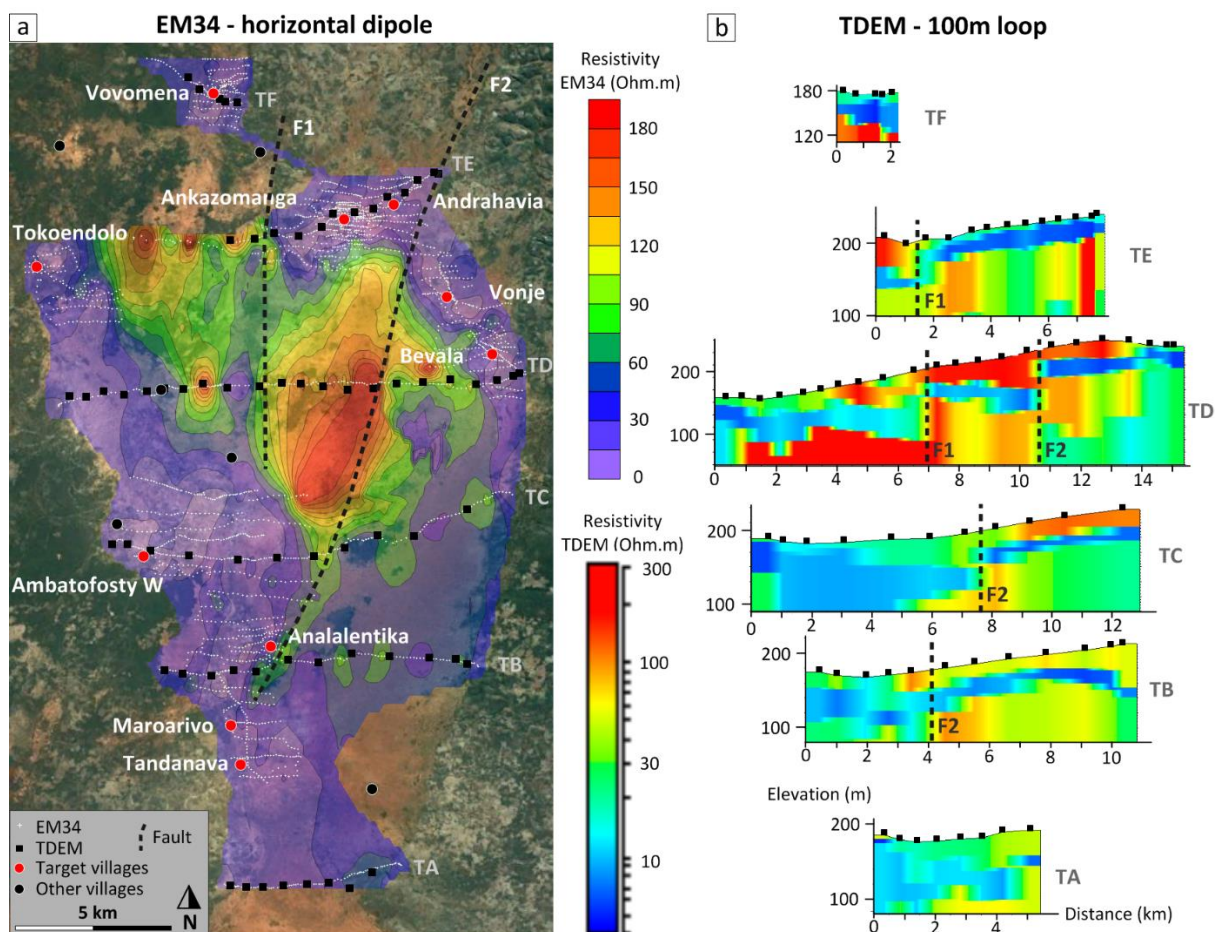 a
EM34 - horizontal dipole
Vovomena
TF
F1
F2
TE
Ankazomanga
Andrahavia
Tokoendolo
Vonje
Bevala
TD
TC
Ambatofosty W
Analalentika
TB
Maroarivo
Tandanava
TA
EM34
TDEM
Fault
Target villages
Other villages
5 km
N
Resistivity
EM34 (Ohm.m)
180
150
120
90
60
30
0
Resistivity
TDEM (Ohm.m)
300
100
30
10
b
TDEM - 100m loop
180
120
0 2
TF
200
100
F1
0 2 4 6
TE
200
100
F1
F2
0 2 4 6 8 10 12 14
TD
200
100
F2
0 2 4 6 8 10 12
TC
200
100
F2
0 2 4 6 8 10
TB
Elevation (m)
200
100
0 2 4
TA
Distance (km)